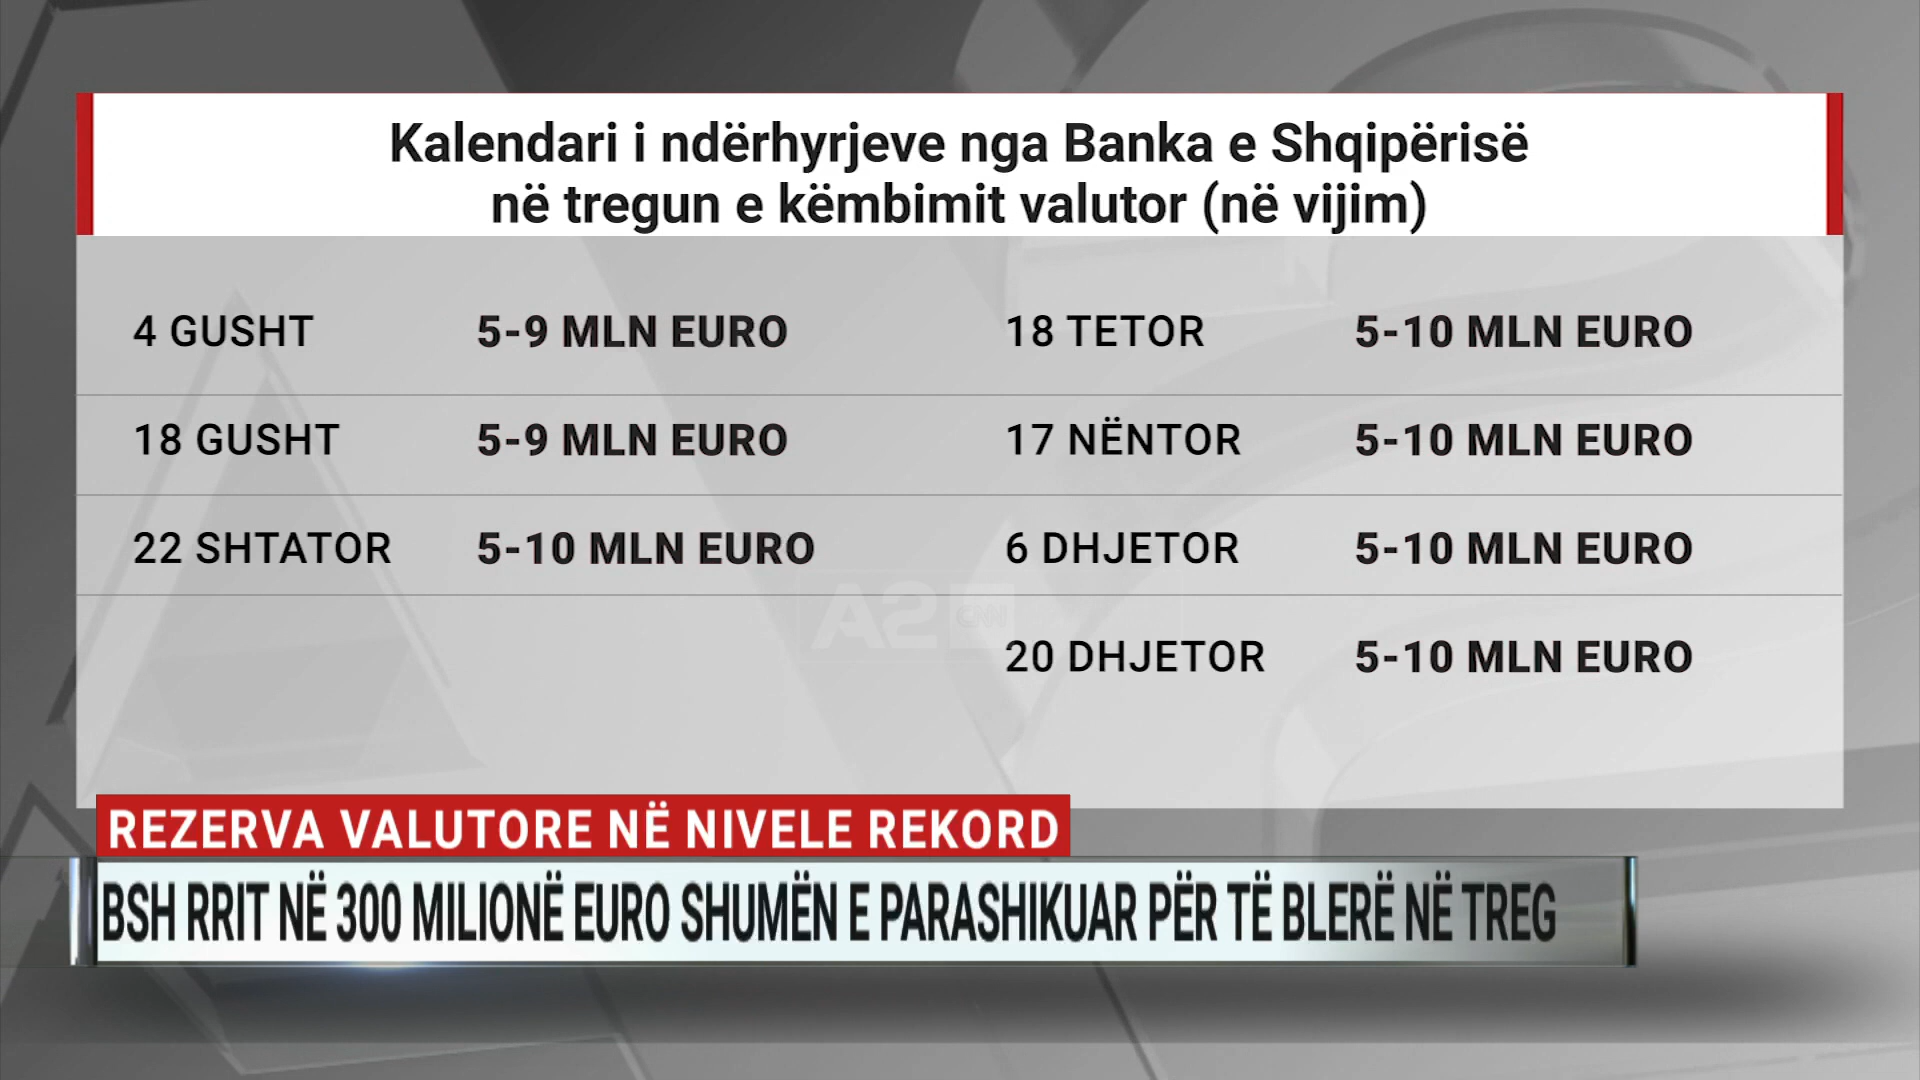 Kalendari i ndërhyrjeve nga Banka e Shqipërisë
në tregun e këmbimit valutor (në vijim)
4 GUSHT 5-9 MLN EURO
18 GUSHT 5-9 MLN EURO
22 SHTATOR 5-10 MLN EURO
18 TETOR 5-10 MLN EURO
17 NËNTOR 5-10 MLN EURO
6 DHJETOR 5-10 MLN EURO
20 DHJETOR 5-10 MLN EURO
A2 CNN
REZERVA VALUTORE NË NIVELE REKORD
BSH RRIT NË 300 MILIONË EURO SHUMËN E PARASHIKUAR PËR TË BLERË NË TREG